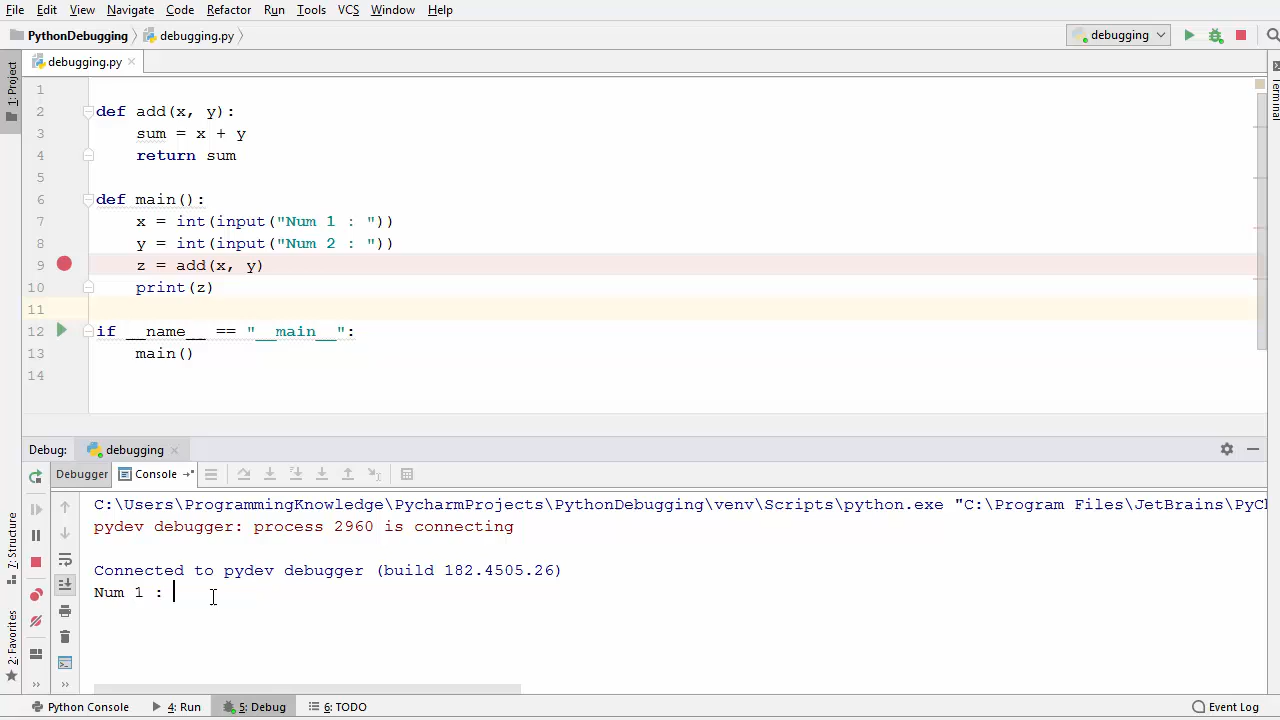 File Edit View Navigate Code Refactor Run Tools VCS Window Help
PythonDebugging debugging.py debugging
1: Project
debugging.py
Terminal
1
2 def add(x, y):
3 sum = x + y
4 return sum
5
6 def main():
7 x = int(input("Num 1 : "))
8 y = int(input("Num 2 : "))
9 z = add(x, y)
10 print(z)
11
12 if __name__ == "__main__":
13 main()
14
Debug: debugging
Debugger Console
C:\Users\ProgrammingKnowledge\PycharmProjects\PythonDebugging\venv\Scripts\python.exe "C:\Program Files\JetBrains\PyCh
pydev debugger: process 2960 is connecting
Connected to pydev debugger (build 182.4505.26)
Num 1 :
7: Structure
2: Favorites
Python Console 4: Run 5: Debug 6: TODO Event Log